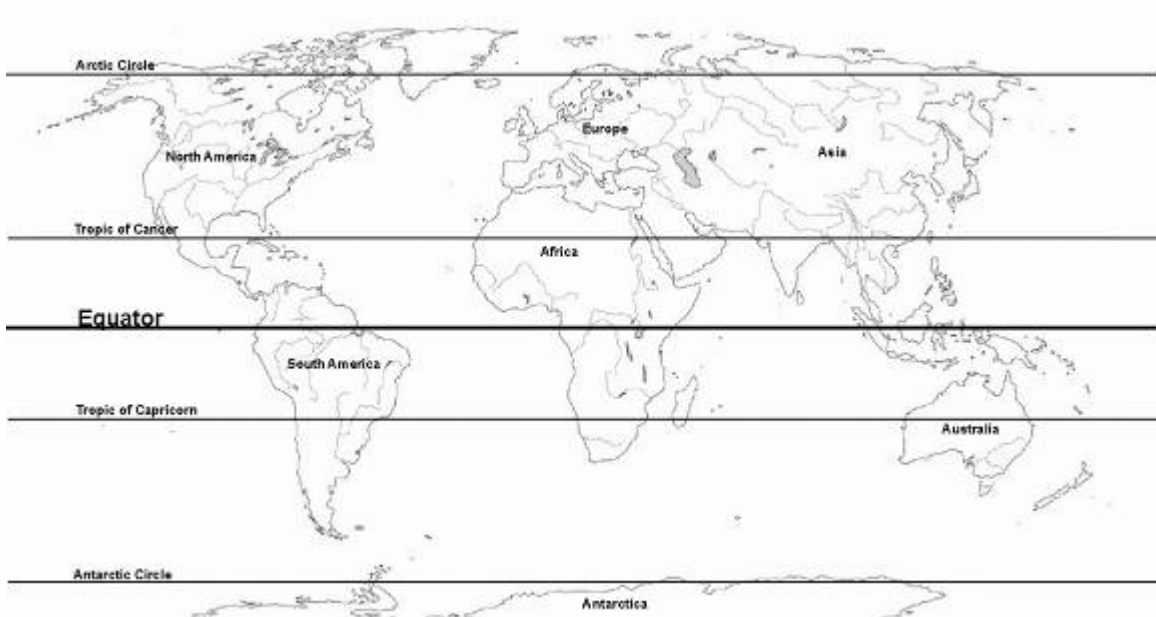 Arctic Circle
Europe
North America
Asia
Tropic of Cancer
Africa
Equator
South America
Tropic of Capricorn
Australia
Antarctic Circle
Antarctica